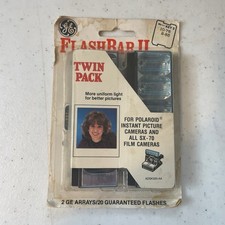 GE
FLASHBAR II
TWIN
PACK
More uniform light
for better pictures
FOR POLAROID®
INSTANT PICTURE
CAMERAS AND
ALL SX-70
FILM CAMERAS
2 GE ARRAYS/20 GUARANTEED FLASHES